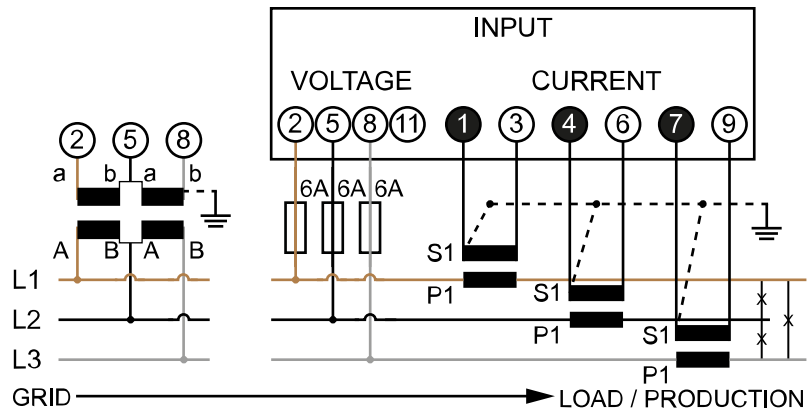 INPUT
VOLTAGE CURRENT
2 5 8 2 5 8 11 1 3 4 6 7 9
a b a b
6A 6A 6A
A B A B
S1
L1
P1
S1
L2
P1
S1
L3
P1
GRID LOAD / PRODUCTION